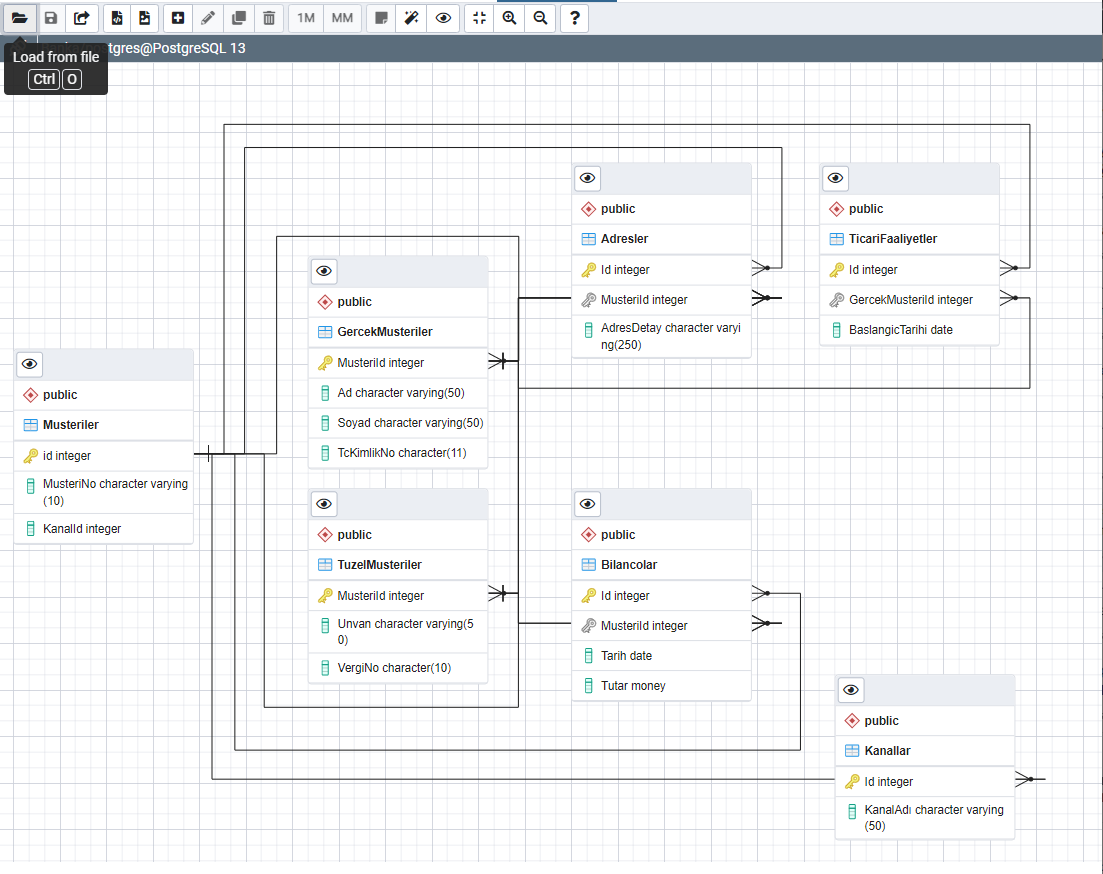 1M MM ?
tgres@PostgreSQL 13
Load from file
Ctrl O
public
Musteriler
id integer
MusteriNo character varying
(10)
KanalId integer
public
GercekMusteriler
MusteriId integer
Ad character varying(50)
Soyad character varying(50)
TcKimlikNo character(11)
public
TuzelMusteriler
MusteriId integer
Unvan character varying(5
0)
VergiNo character(10)
public
Adresler
Id integer
MusteriId integer
AdresDetay character varyi
ng(250)
public
TicariFaaliyetler
Id integer
GercekMusteriId integer
BaslangicTarihi date
public
Bilancolar
Id integer
MusteriId integer
Tarih date
Tutar money
public
Kanallar
Id integer
KanalAdı character varying
(50)